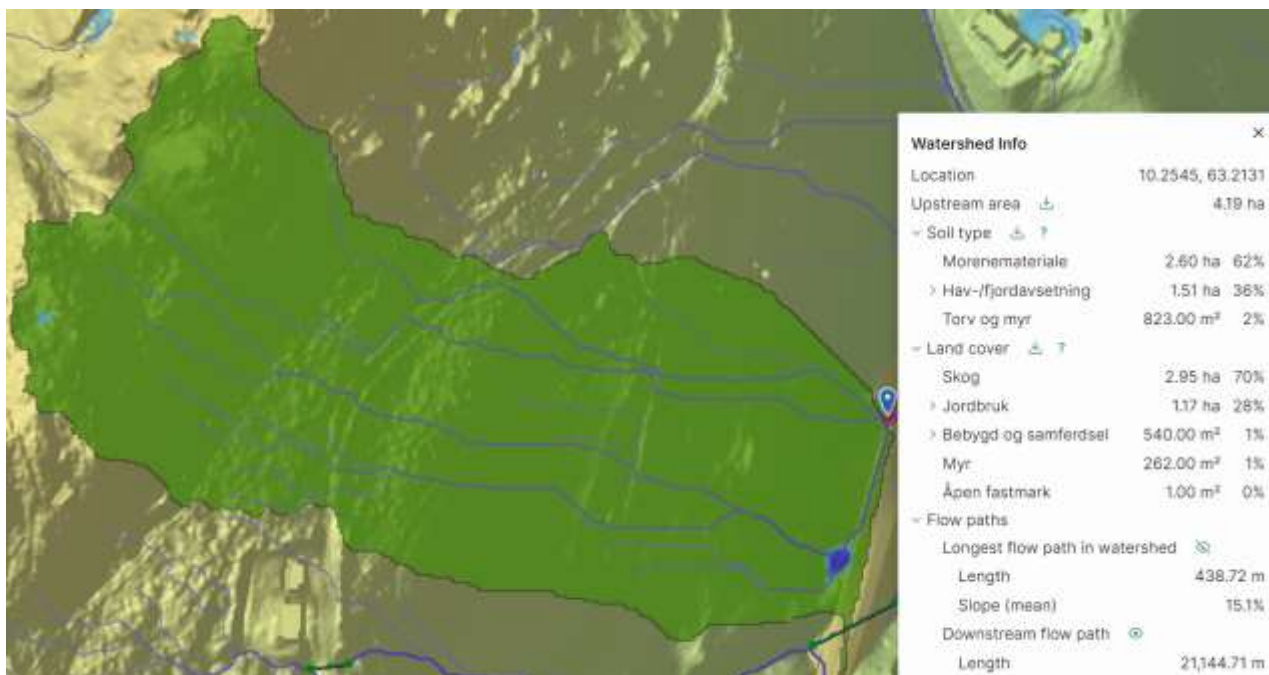 Watershed Info ×
Location 10.2545, 63.2131
Upstream area 4.19 ha
Soil type ?
Morenemateriale 2.60 ha 62%
> Hav-/fjordavsetning 1.51 ha 36%
Torv og myr 823.00 m² 2%
Land cover ?
Skog 2.95 ha 70%
> Jordbruk 1.17 ha 28%
> Bebygd og samferdsel 540.00 m² 1%
Myr 262.00 m² 1%
Åpen fastmark 1.00 m² 0%
Flow paths
Longest flow path in watershed
Length 438.72 m
Slope (mean) 15.1%
Downstream flow path
Length 21,144.71 m